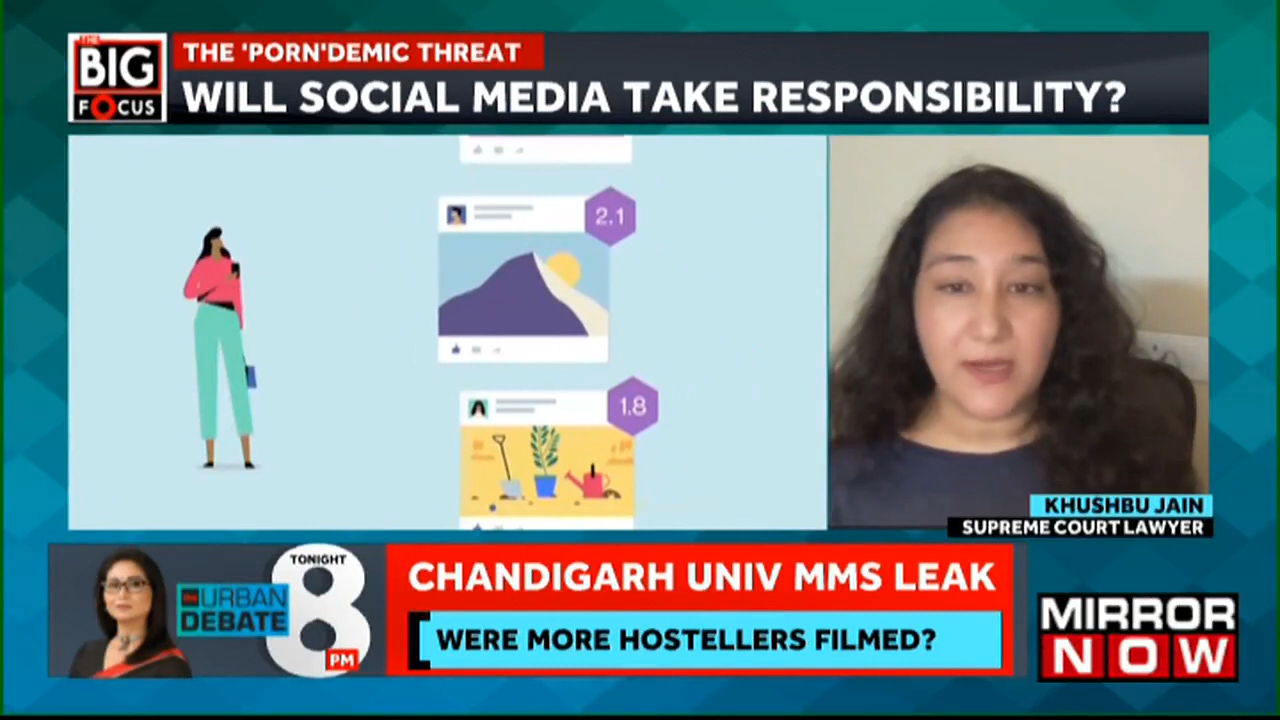 THE
BIG
FOCUS
THE 'PORN'DEMIC THREAT
WILL SOCIAL MEDIA TAKE RESPONSIBILITY?
2.1
1.8
KHUSHBU JAIN
SUPREME COURT LAWYER
the URBAN
DEBATE
TONIGHT
8
PM
CHANDIGARH UNIV MMS LEAK
WERE MORE HOSTELLERS FILMED?
MIRROR
NOW